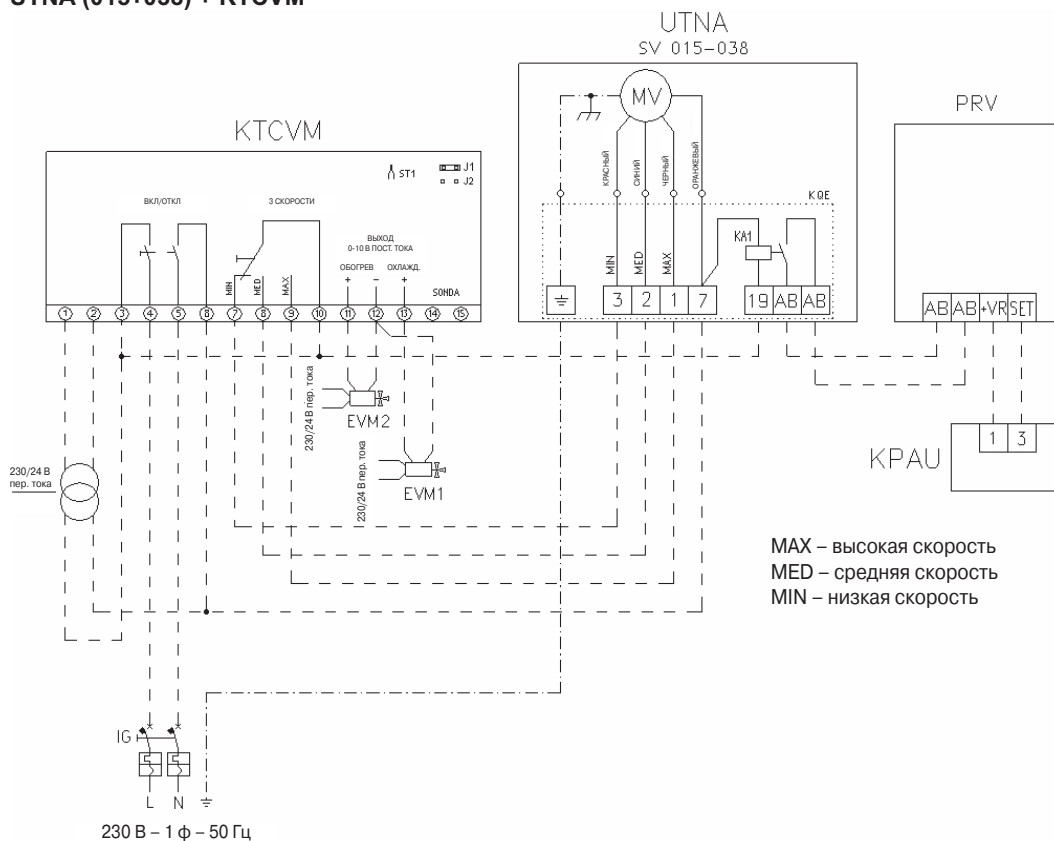 UTNA (015÷038) + KTCVM
UTNA
SV 015-038
MV
PRV
KTCVM
ST1
J1
J2
ВКЛ/ОТКЛ
3 СКОРОСТИ
ВЫХОД
0-10 В ПОСТ. ТОКА
ОБОГРЕВ
ОХЛАЖД.
+ − +
MIN
MED
MAX
SONDA
1 2 3 4 5 6 7 8 9 10 11 12 13 14 15
КРАСНЫЙ
СИНИЙ
ЧЕРНЫЙ
ОРАНЖЕВЫЙ
KQE
KA1
MIN
MED
MAX
3 2 1 7 19 AB AB
AB AB +VR SET
1 3
KPAU
230/24 В пер. тока
EVM2
230/24 В пер. тока
EVM1
230/24 В
пер. тока
MAX – высокая скорость
MED – средняя скорость
MIN – низкая скорость
IG
L N
230 В – 1 ф – 50 Гц